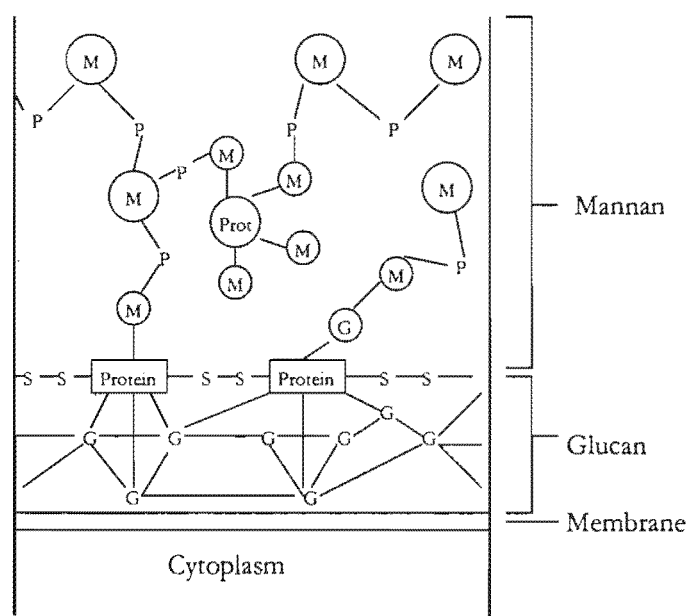 M M M
P P P P
M P M M M
Prot
Mannan
P M M P
M M
G
S S Protein S S Protein S S
G
G G G G G
Glucan
G G
Membrane
Cytoplasm